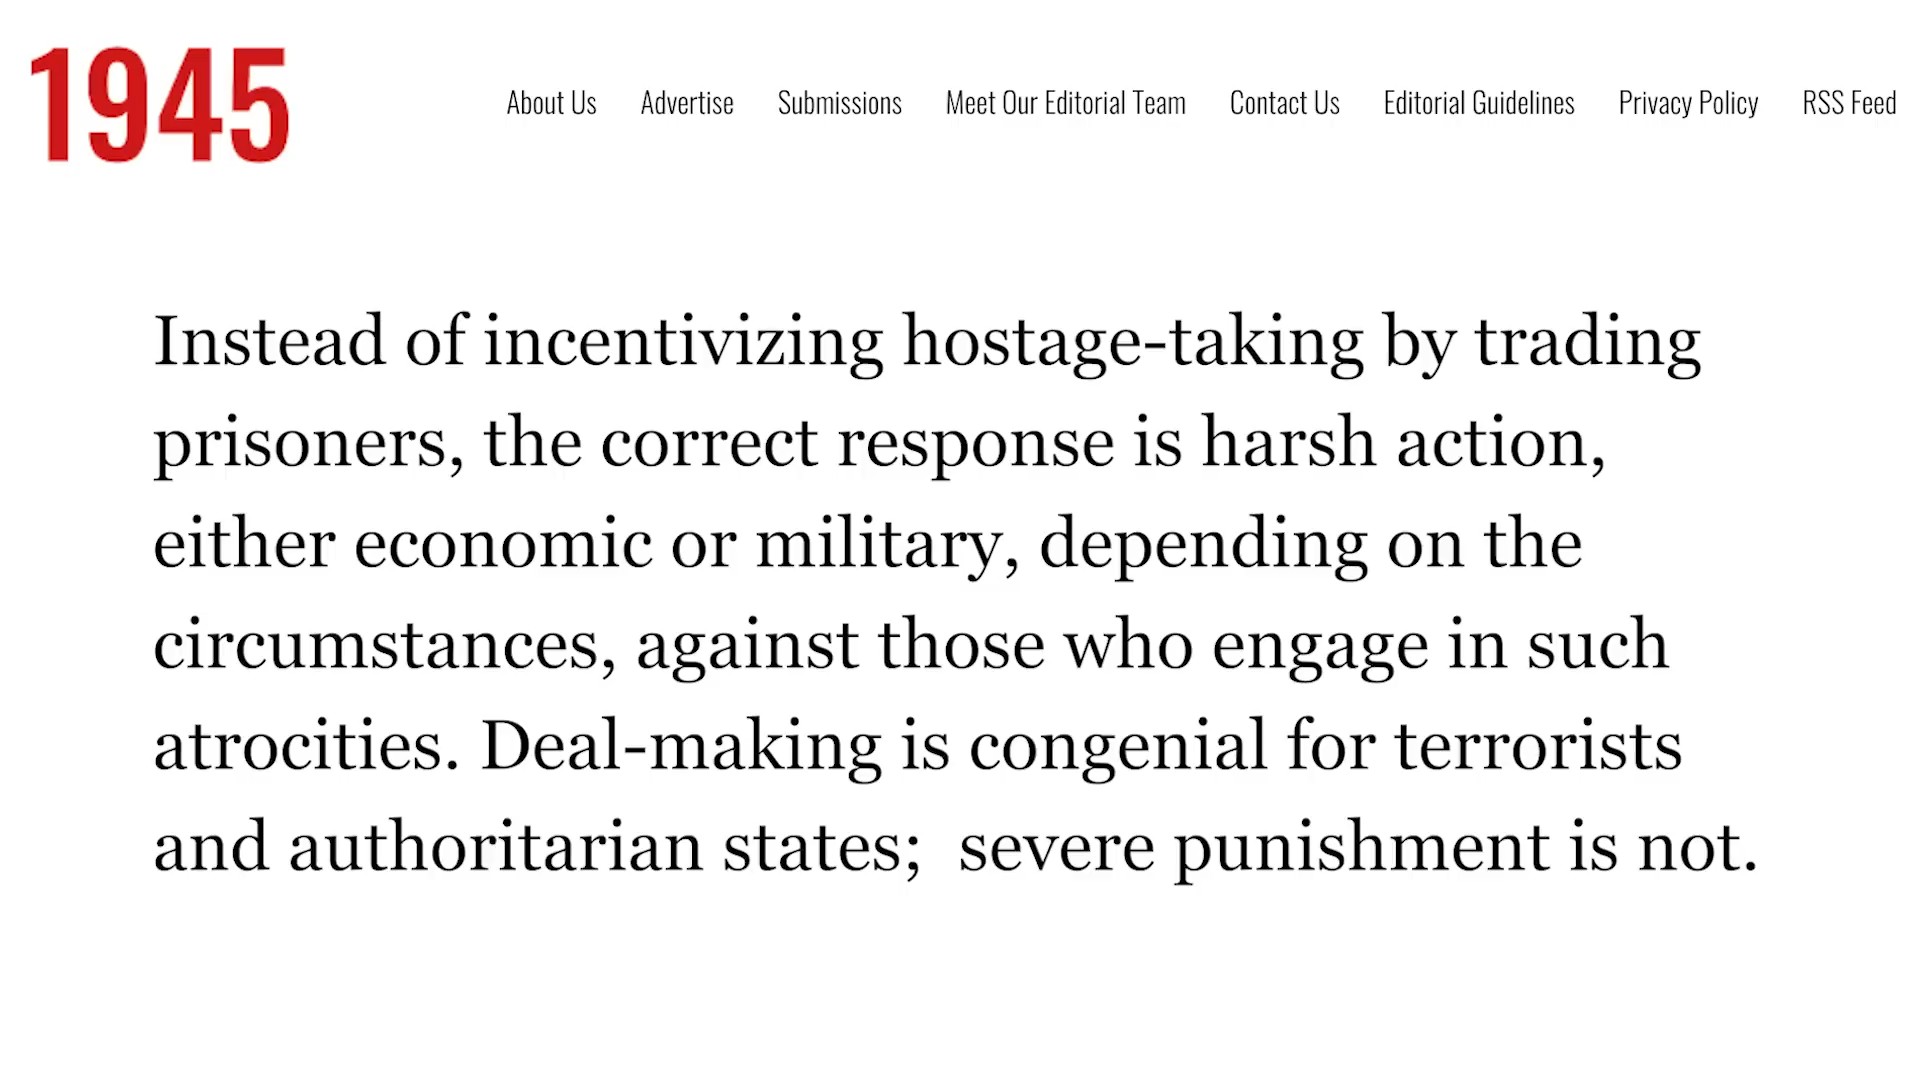 1945
About Us Advertise Submissions Meet Our Editorial Team Contact Us Editorial Guidelines Privacy Policy RSS Feed
Instead of incentivizing hostage-taking by trading
prisoners, the correct response is harsh action,
either economic or military, depending on the
circumstances, against those who engage in such
atrocities. Deal-making is congenial for terrorists
and authoritarian states;  severe punishment is not.